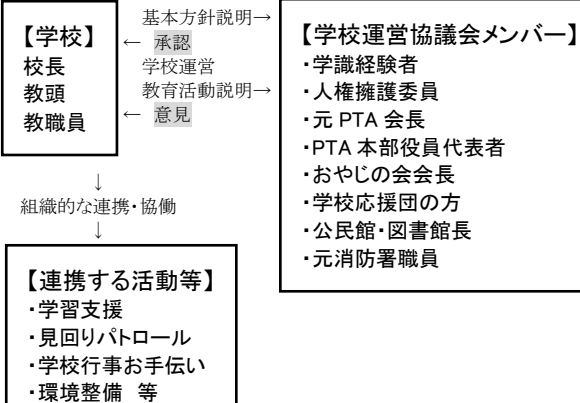 【学校】
校長
教頭
教職員
基本方針説明→
← 承認
学校運営
教育活動説明→
← 意見
【学校運営協議会メンバー】
・学識経験者
・人権擁護委員
・元 PTA 会長
・PTA 本部役員代表者
・おやじの会会長
・学校応援団の方
・公民館・図書館長
・元消防署職員
↓
組織的な連携・協働
↓
【連携する活動等】
・学習支援
・見回りパトロール
・学校行事お手伝い
・環境整備 等